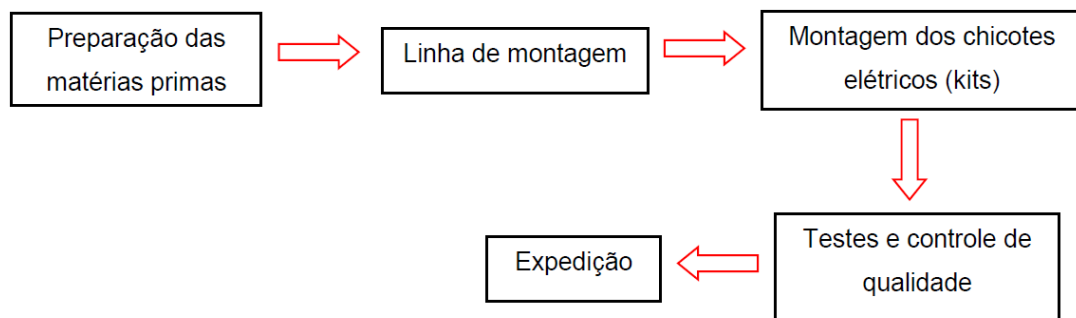 Preparação das
matérias primas
Linha de montagem
Montagem dos chicotes
elétricos (kits)
Testes e controle de
qualidade
Expedição